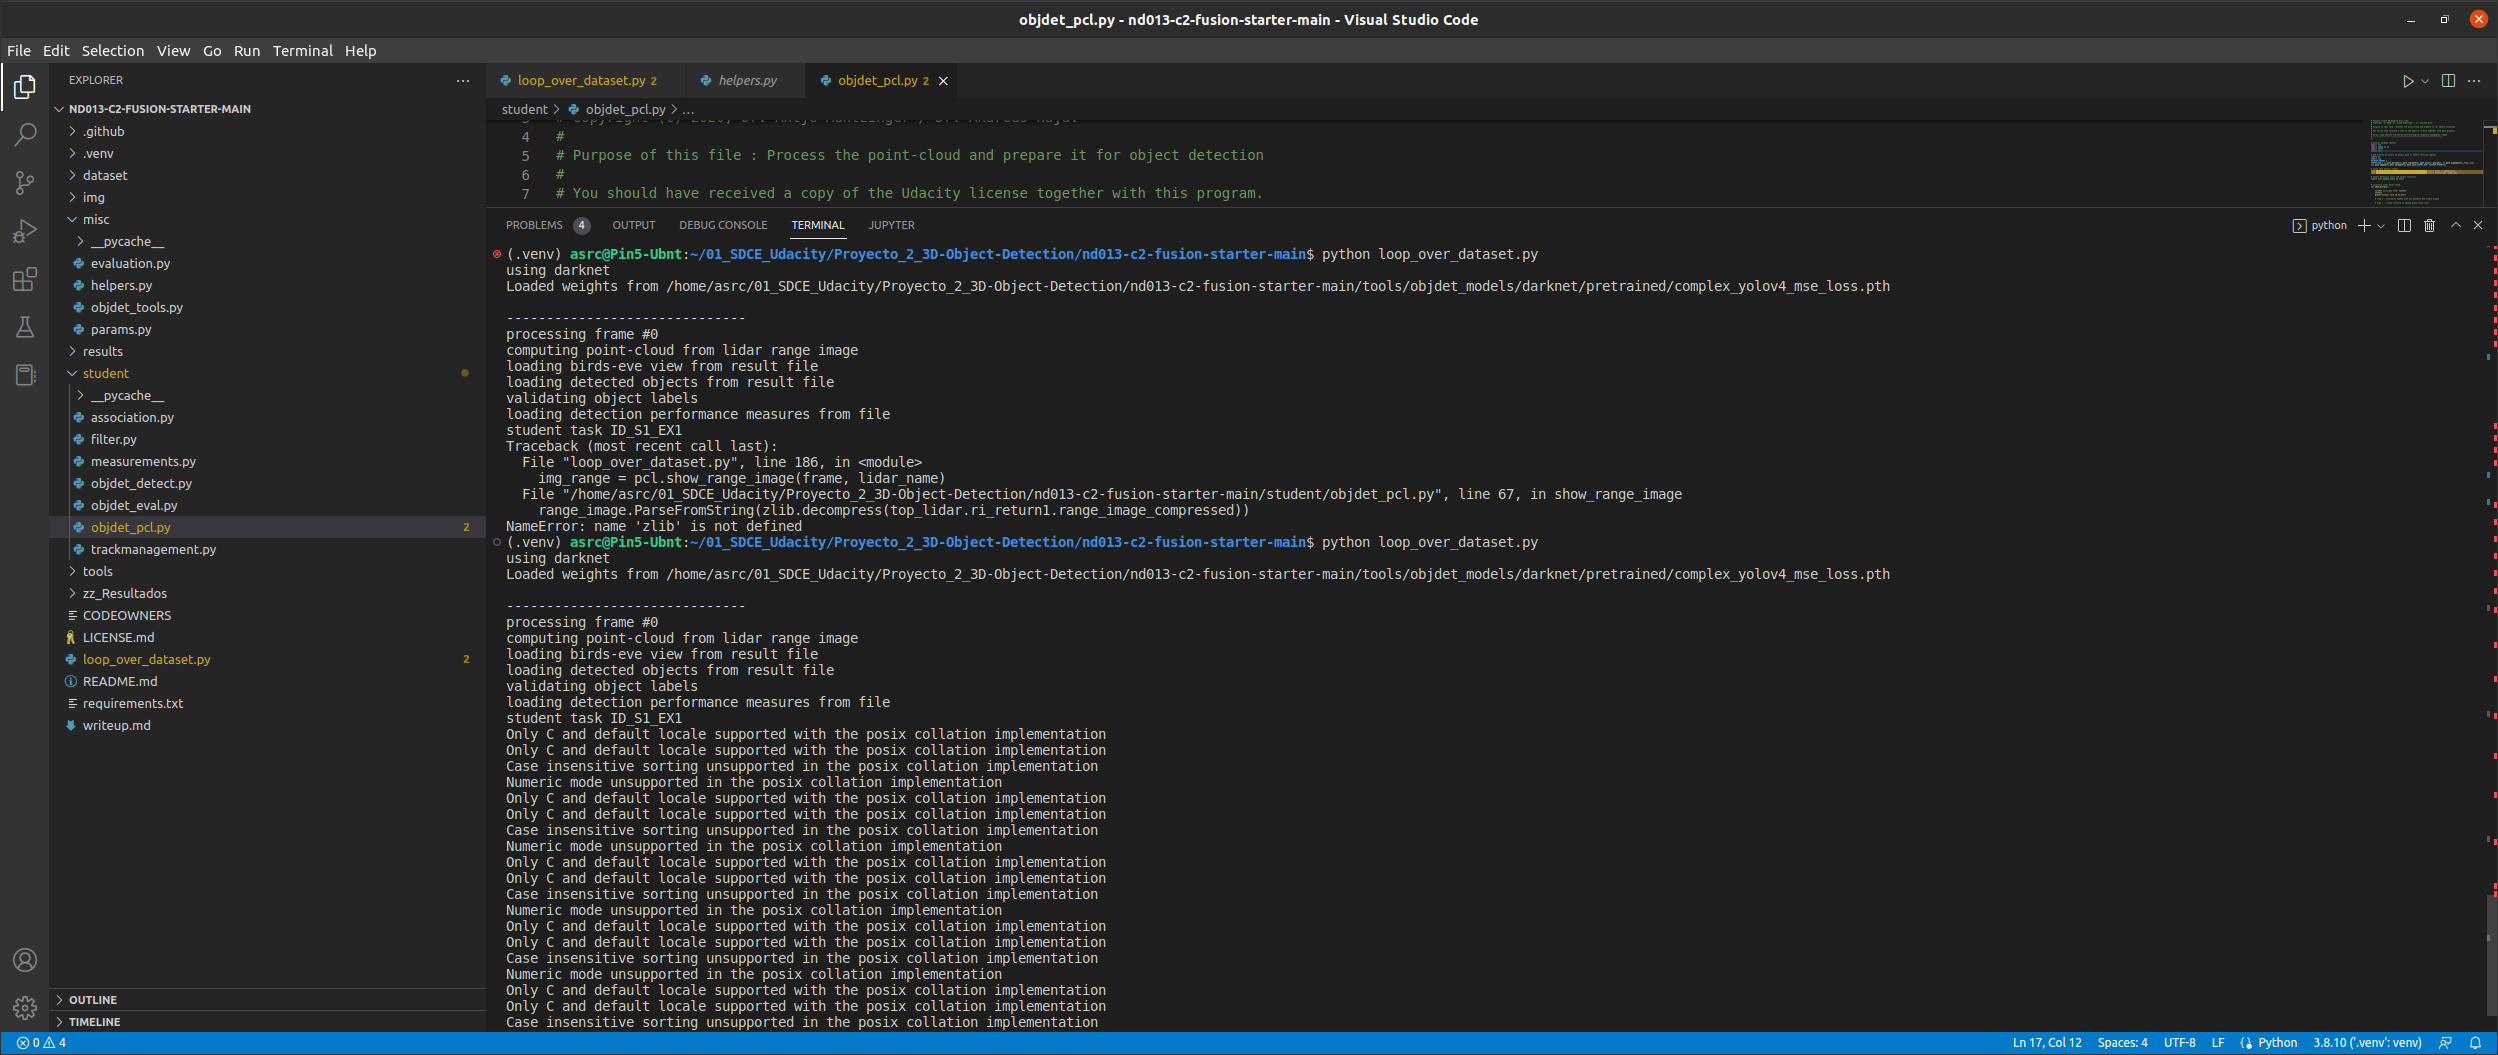 objdet_pcl.py - nd013-c2-fusion-starter-main - Visual Studio Code
File Edit Selection View Go Run Terminal Help
EXPLORER
ND013-C2-FUSION-STARTER-MAIN
.github
.venv
dataset
img
misc
__pycache__
evaluation.py
helpers.py
objdet_tools.py
params.py
results
student
__pycache__
association.py
filter.py
measurements.py
objdet_detect.py
objdet_eval.py
objdet_pcl.py 2
trackmanagement.py
tools
zz_Resultados
CODEOWNERS
LICENSE.md
loop_over_dataset.py 2
README.md
requirements.txt
writeup.md
OUTLINE
TIMELINE
loop_over_dataset.py 2 helpers.py objdet_pcl.py 2
student > objdet_pcl.py > ...
4 #
5 # Purpose of this file : Process the point-cloud and prepare it for object detection
6 #
7 # You should have received a copy of the Udacity license together with this program.
PROBLEMS 4 OUTPUT DEBUG CONSOLE TERMINAL JUPYTER python
(.venv) asrc@Pin5-Ubnt:~/01_SDCE_Udacity/Proyecto_2_3D-Object-Detection/nd013-c2-fusion-starter-main$ python loop_over_dataset.py
using darknet
Loaded weights from /home/asrc/01_SDCE_Udacity/Proyecto_2_3D-Object-Detection/nd013-c2-fusion-starter-main/tools/objdet_models/darknet/pretrained/complex_yolov4_mse_loss.pth
------------------------------
processing frame #0
computing point-cloud from lidar range image
loading birds-eve view from result file
loading detected objects from result file
validating object labels
loading detection performance measures from file
student task ID_S1_EX1
Traceback (most recent call last):
File "loop_over_dataset.py", line 186, in <module>
img_range = pcl.show_range_image(frame, lidar_name)
File "/home/asrc/01_SDCE_Udacity/Proyecto_2_3D-Object-Detection/nd013-c2-fusion-starter-main/student/objdet_pcl.py", line 67, in show_range_image
range_image.ParseFromString(zlib.decompress(top_lidar.ri_return1.range_image_compressed))
NameError: name 'zlib' is not defined
(.venv) asrc@Pin5-Ubnt:~/01_SDCE_Udacity/Proyecto_2_3D-Object-Detection/nd013-c2-fusion-starter-main$ python loop_over_dataset.py
using darknet
Loaded weights from /home/asrc/01_SDCE_Udacity/Proyecto_2_3D-Object-Detection/nd013-c2-fusion-starter-main/tools/objdet_models/darknet/pretrained/complex_yolov4_mse_loss.pth
------------------------------
processing frame #0
computing point-cloud from lidar range image
loading birds-eve view from result file
loading detected objects from result file
validating object labels
loading detection performance measures from file
student task ID_S1_EX1
Only C and default locale supported with the posix collation implementation
Only C and default locale supported with the posix collation implementation
Case insensitive sorting unsupported in the posix collation implementation
Numeric mode unsupported in the posix collation implementation
Only C and default locale supported with the posix collation implementation
Only C and default locale supported with the posix collation implementation
Case insensitive sorting unsupported in the posix collation implementation
Numeric mode unsupported in the posix collation implementation
Only C and default locale supported with the posix collation implementation
Only C and default locale supported with the posix collation implementation
Case insensitive sorting unsupported in the posix collation implementation
Numeric mode unsupported in the posix collation implementation
Only C and default locale supported with the posix collation implementation
Only C and default locale supported with the posix collation implementation
Case insensitive sorting unsupported in the posix collation implementation
Numeric mode unsupported in the posix collation implementation
Only C and default locale supported with the posix collation implementation
Only C and default locale supported with the posix collation implementation
Case insensitive sorting unsupported in the posix collation implementation
0 4 Ln 17, Col 12 Spaces: 4 UTF-8 LF Python 3.8.10 ('.venv': venv)